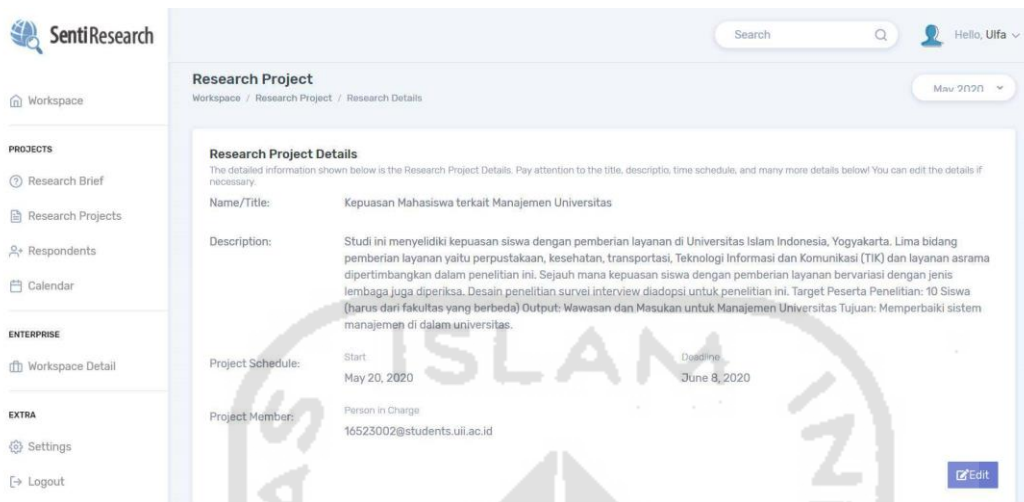 SentiResearch
Search
Hello, Ulfa
Workspace
PROJECTS
Research Brief
Research Projects
Respondents
Calendar
ENTERPRISE
Workspace Detail
EXTRA
Settings
Logout
Research Project
Workspace / Research Project / Research Details
May 2020
Research Project Details
The detailed information shown below is the Research Project Details. Pay attention to the title, descriptio, time schedule, and many more details below! You can edit the details if
necessary.
Name/Title: Kepuasan Mahasiswa terkait Manajemen Universitas
Description: Studi ini menyelidiki kepuasan siswa dengan pemberian layanan di Universitas Islam Indonesia, Yogyakarta. Lima bidang
pemberian layanan yaitu perpustakaan, kesehatan, transportasi, Teknologi Informasi dan Komunikasi (TIK) dan layanan asrama
dipertimbangkan dalam penelitian ini. Sejauh mana kepuasan siswa dengan pemberian layanan bervariasi dengan jenis
lembaga juga diperiksa. Desain penelitian survei interview diadopsi untuk penelitian ini. Target Peserta Penelitian: 10 Siswa
(harus dari fakultas yang berbeda) Output: Wawasan dan Masukan untuk Manajemen Universitas Tujuan: Memperbaiki sistem
manajemen di dalam universitas.
Project Schedule:
Start Deadline
May 20, 2020 June 8, 2020
Project Member:
Person in Charge
16523002@students.uii.ac.id
Edit
ISLAM